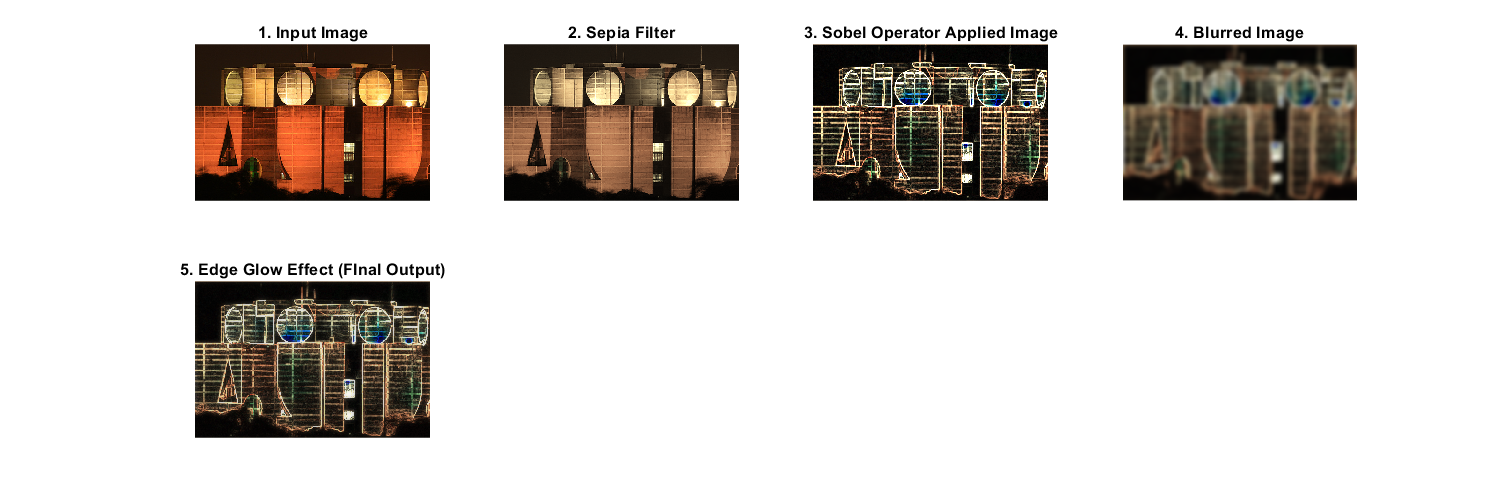 1. Input Image
2. Sepia Filter
3. Sobel Operator Applied Image
4. Blurred Image
5. Edge Glow Effect (FInal Output)